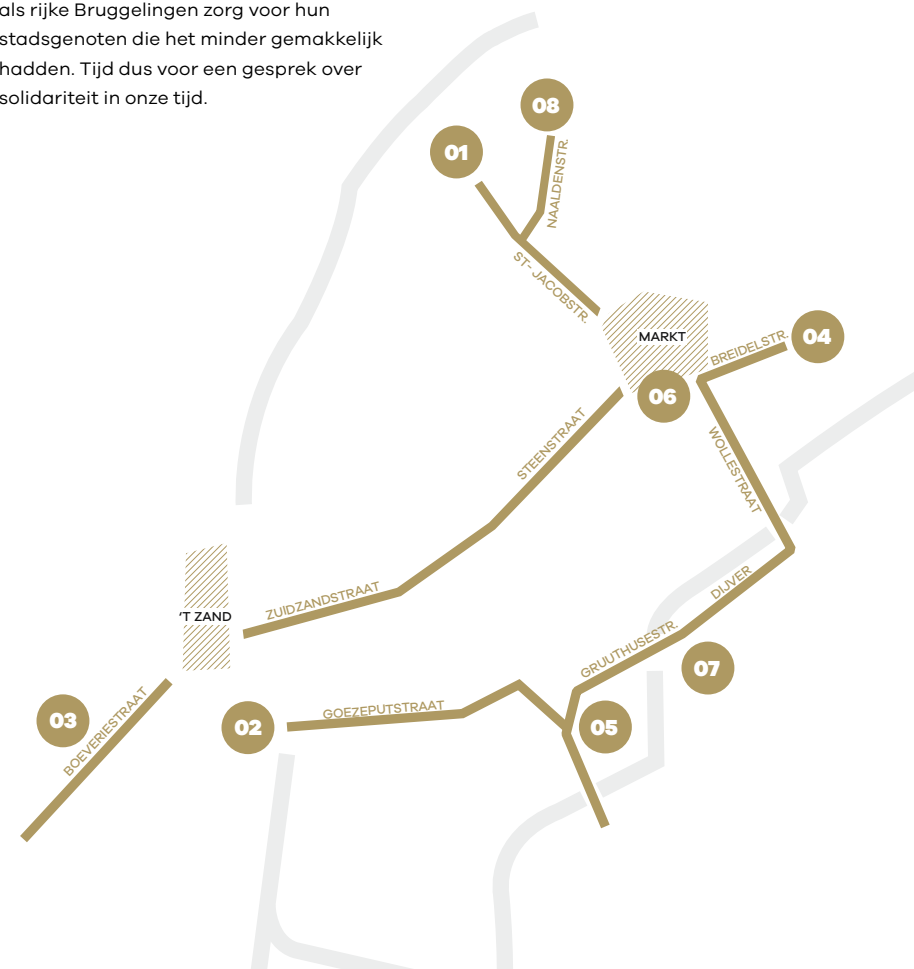 als rijke Bruggelingen zorg voor hun
stadsgenoten die het minder gemakkelijk
hadden. Tijd dus voor een gesprek over
solidariteit in onze tijd.
08
01
NAALDENSTR.
ST- JACOBSTR.
MARKT
BREIDELSTR.
04
06
STEENSTRAAT
WOLLESTRAAT
ZUIDZANDSTRAAT
DIJVER
'T ZAND
GRUUTHUSESTR.
07
03
BOEVERIESTRAAT
02
GOEZEPUTSTRAAT
05